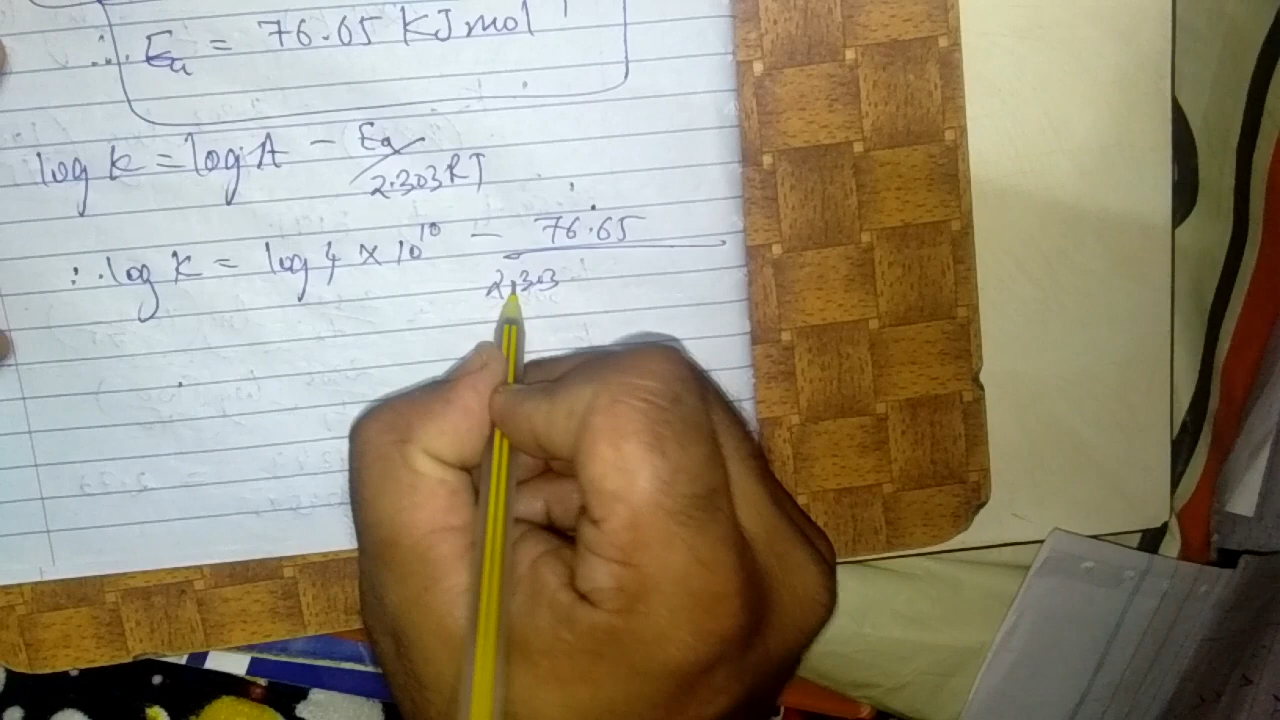 ∴ Ea = 76.65 KJ mol⁻¹
log k = log A - Ea/2.303RT
∴ log k = log 4 × 10¹⁰ - 76.65/2.303